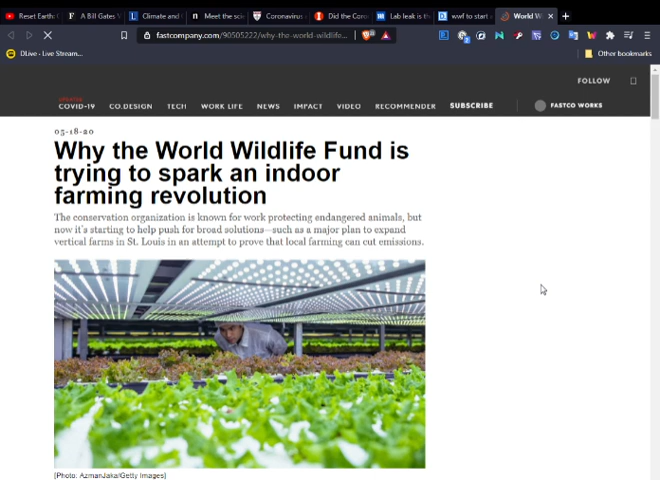 Reset Earth:
A Bill Gates
Climate and
Meet the sci
Coronavirus
Did the Coro
Lab leak is th
wwf to start
World W
fastcompany.com/90505222/why-the-world-wildlife...
DLive - Live Stream...
Other bookmarks
FOLLOW
UPDATED
COVID-19
CO.DESIGN
TECH
WORK LIFE
NEWS
IMPACT
VIDEO
RECOMMENDER
SUBSCRIBE
FASTCO WORKS
05-18-20
Why the World Wildlife Fund is
trying to spark an indoor
farming revolution
The conservation organization is known for work protecting endangered animals, but
now it's starting to help push for broad solutions—such as a major plan to expand
vertical farms in St. Louis in an attempt to prove that local farming can cut emissions.
[Photo: AzmanJaka/Getty Images]